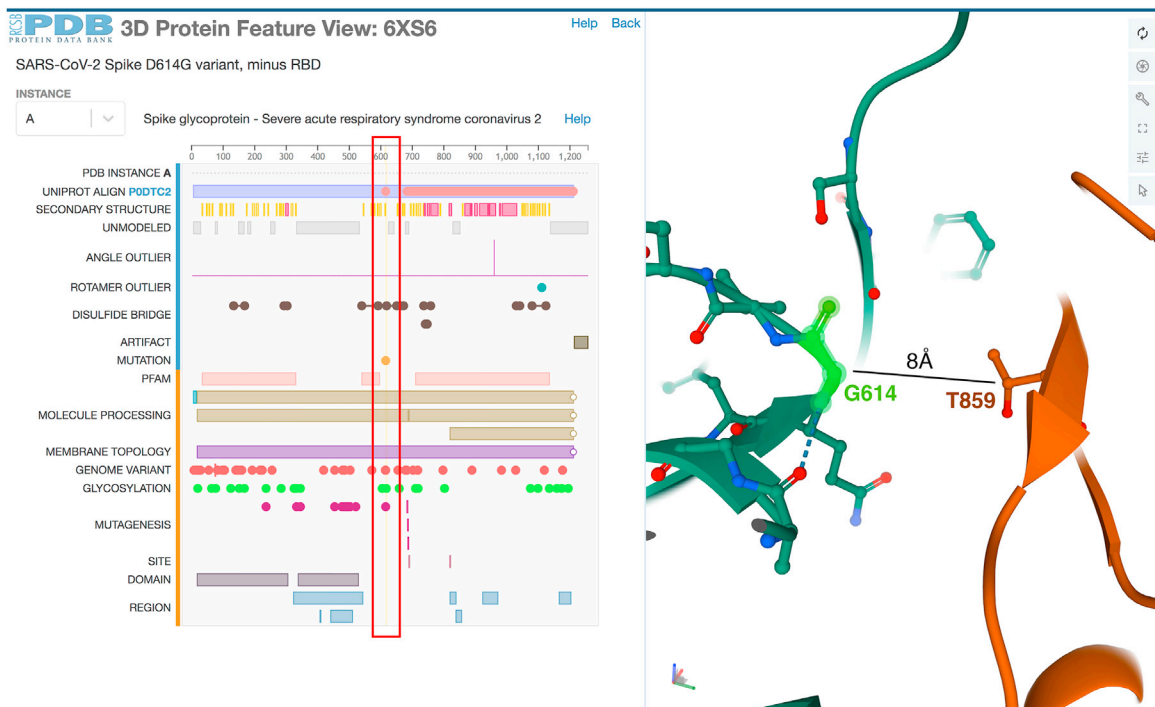 RCSB PDB 3D Protein Feature View: 6XS6 Help Back
PROTEIN DATA BANK
SARS-CoV-2 Spike D614G variant, minus RBD
INSTANCE
A Spike glycoprotein - Severe acute respiratory syndrome coronavirus 2 Help
0 100 200 300 400 500 600 700 800 900 1,000 1,100 1,200
PDB INSTANCE A
UNIPROT ALIGN P0DTC2
SECONDARY STRUCTURE
UNMODELED
ANGLE OUTLIER
ROTAMER OUTLIER
DISULFIDE BRIDGE
ARTIFACT
MUTATION
PFAM
MOLECULE PROCESSING
MEMBRANE TOPOLOGY
GENOME VARIANT
GLYCOSYLATION
MUTAGENESIS
SITE
DOMAIN
REGION
8Å
G614
T859